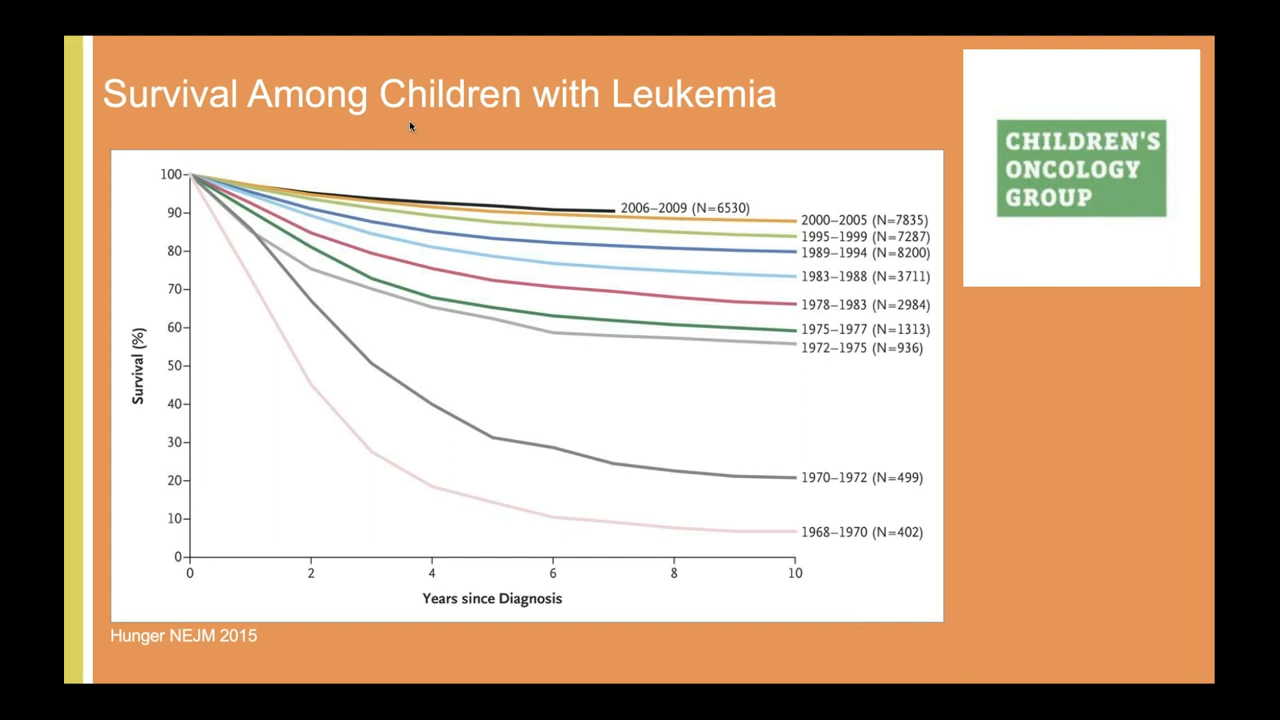 Survival Among Children with Leukemia
CHILDREN'S
ONCOLOGY
GROUP
Survival (%)
100
90
80
70
60
50
40
30
20
10
0
2006–2009 (N=6530)
2000–2005 (N=7835)
1995–1999 (N=7287)
1989–1994 (N=8200)
1983–1988 (N=3711)
1978–1983 (N=2984)
1975–1977 (N=1313)
1972–1975 (N=936)
1970–1972 (N=499)
1968–1970 (N=402)
0 2 4 6 8 10
Years since Diagnosis
Hunger NEJM 2015